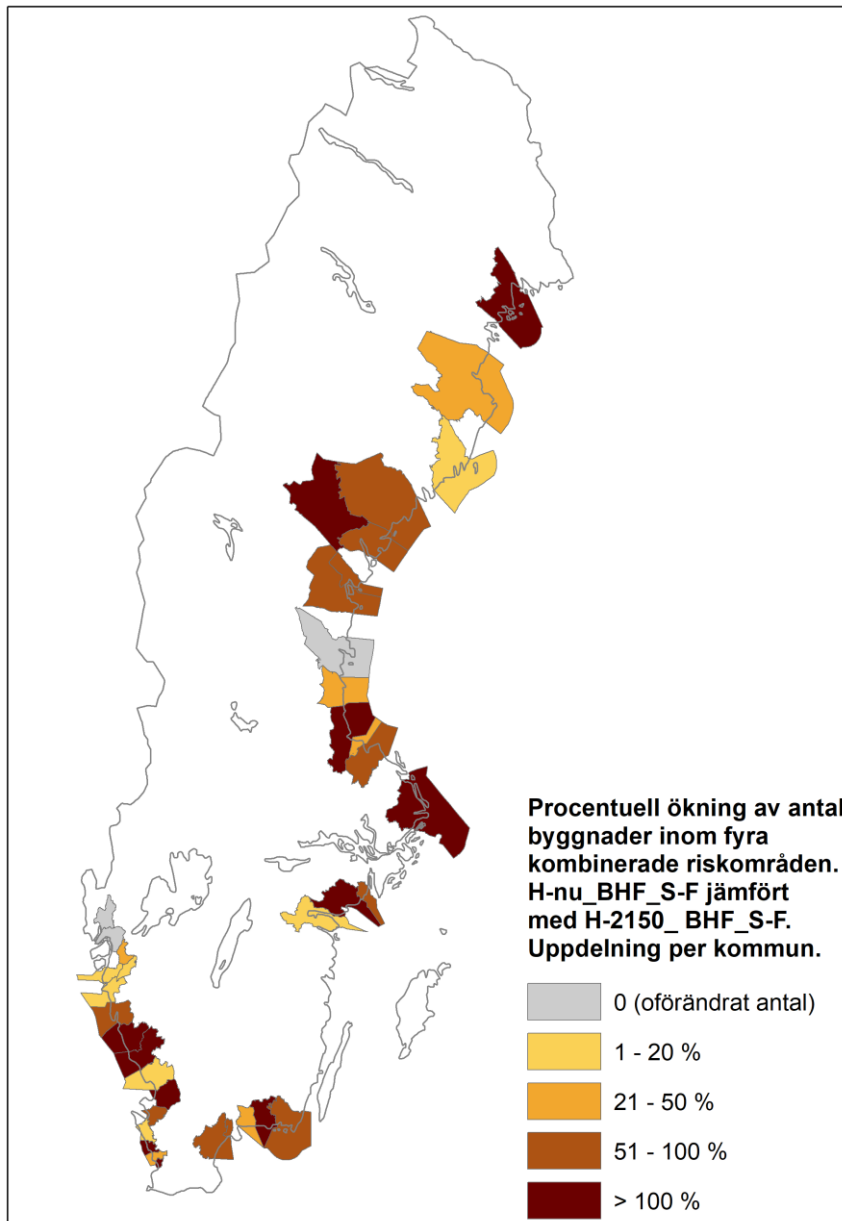 Procentuell ökning av antal
byggnader inom fyra
kombinerade riskområden.
H-nu_BHF_S-F jämfört
med H-2150_ BHF_S-F.
Uppdelning per kommun.
0 (oförändrat antal)
1 - 20 %
21 - 50 %
51 - 100 %
> 100 %